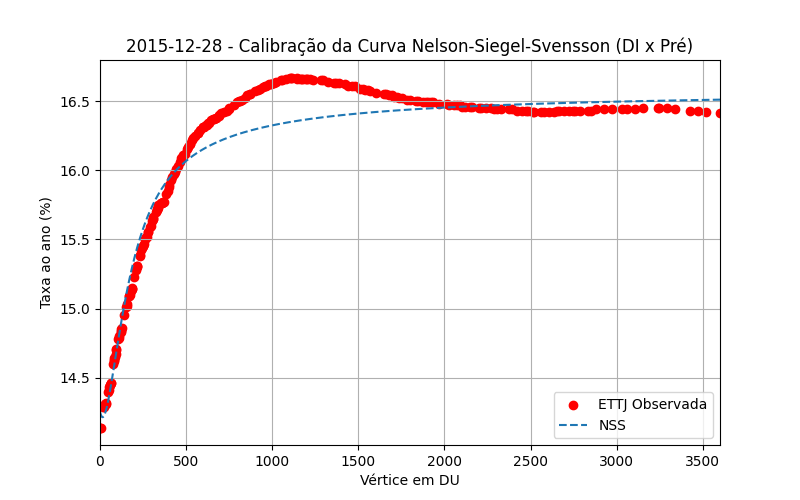 2015-12-28 - Calibração da Curva Nelson-Siegel-Svensson (DI x Pré)
Taxa ao ano (%)
16.5
16.0
15.5
15.0
14.5
ETTJ Observada
NSS
0 500 1000 1500 2000 2500 3000 3500
Vértice em DU